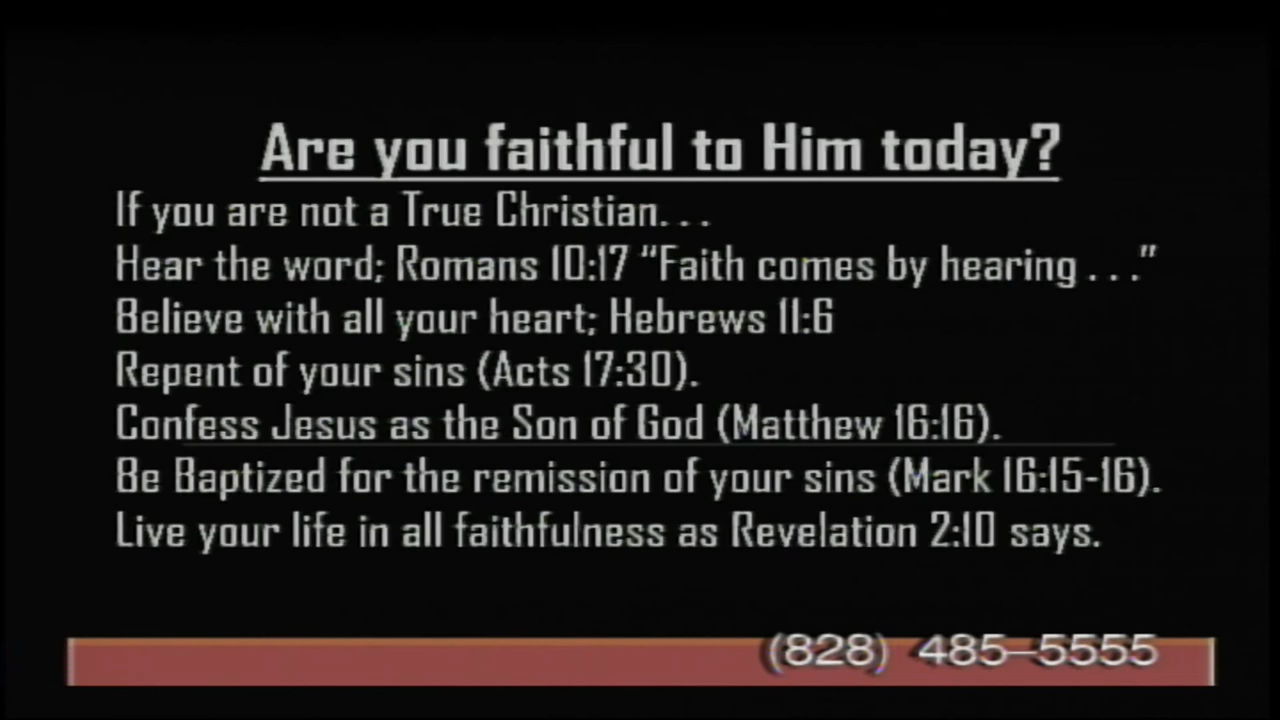 Are you faithful to Him today?
If you are not a True Christian. . .
Hear the word; Romans 10:17 “Faith comes by hearing . . .”
Believe with all your heart; Hebrews 11:6
Repent of your sins (Acts 17:30).
Confess Jesus as the Son of God (Matthew 16:16).
Be Baptized for the remission of your sins (Mark 16:15-16).
Live your life in all faithfulness as Revelation 2:10 says.
(828) 485–5555